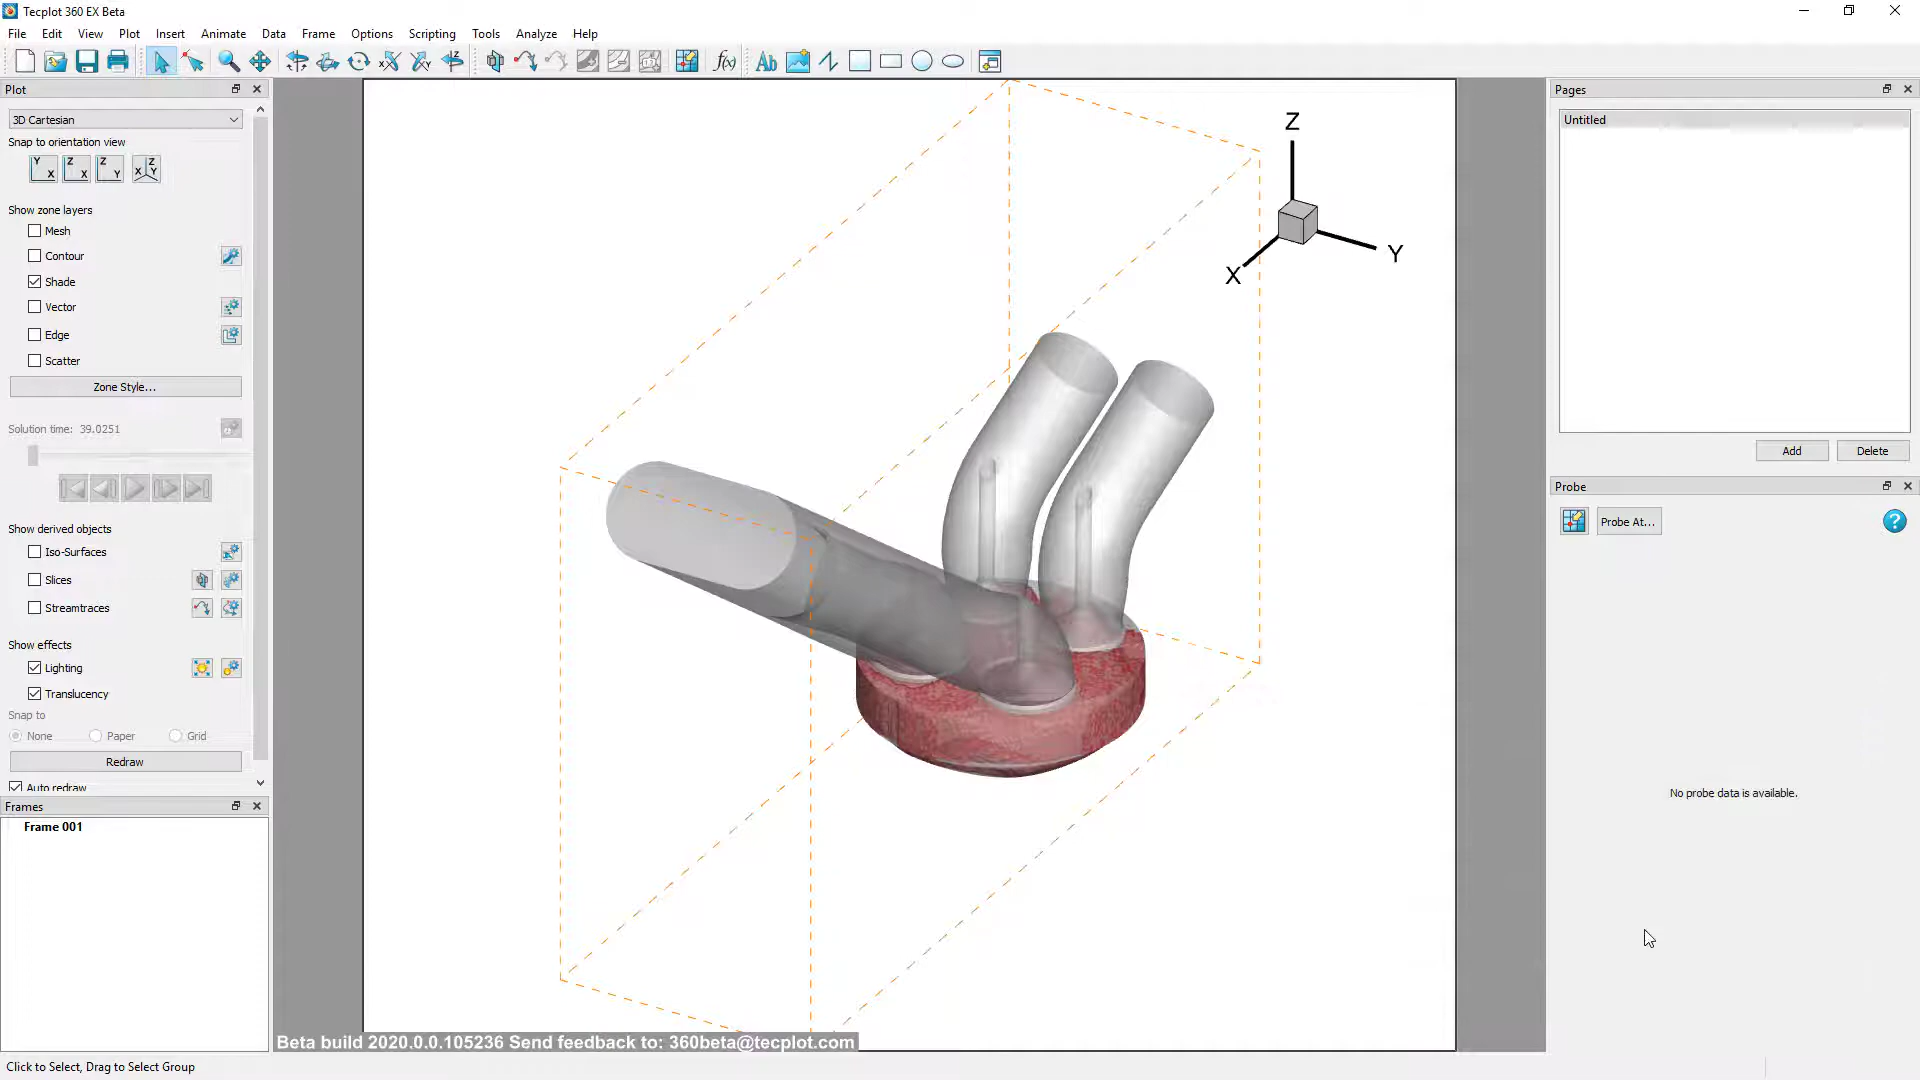 Tecplot 360 EX Beta
File Edit View Plot Insert Animate Data Frame Options Scripting Tools Analyze Help
Plot
3D Cartesian
Snap to orientation view
Y X Z X Z Y Z X Y
Show zone layers
Mesh
Contour
Shade
Vector
Edge
Scatter
Zone Style...
Solution time: 39.0251
Show derived objects
Iso-Surfaces
Slices
Streamtraces
Show effects
Lighting
Translucency
Snap to
None Paper Grid
Redraw
Auto redraw
Frames
Frame 001
Z
Y
X
Beta build 2020.0.0.105236 Send feedback to: 360beta@tecplot.com
Pages
Untitled
Add Delete
Probe
Probe At...
?
No probe data is available.
Click to Select, Drag to Select Group